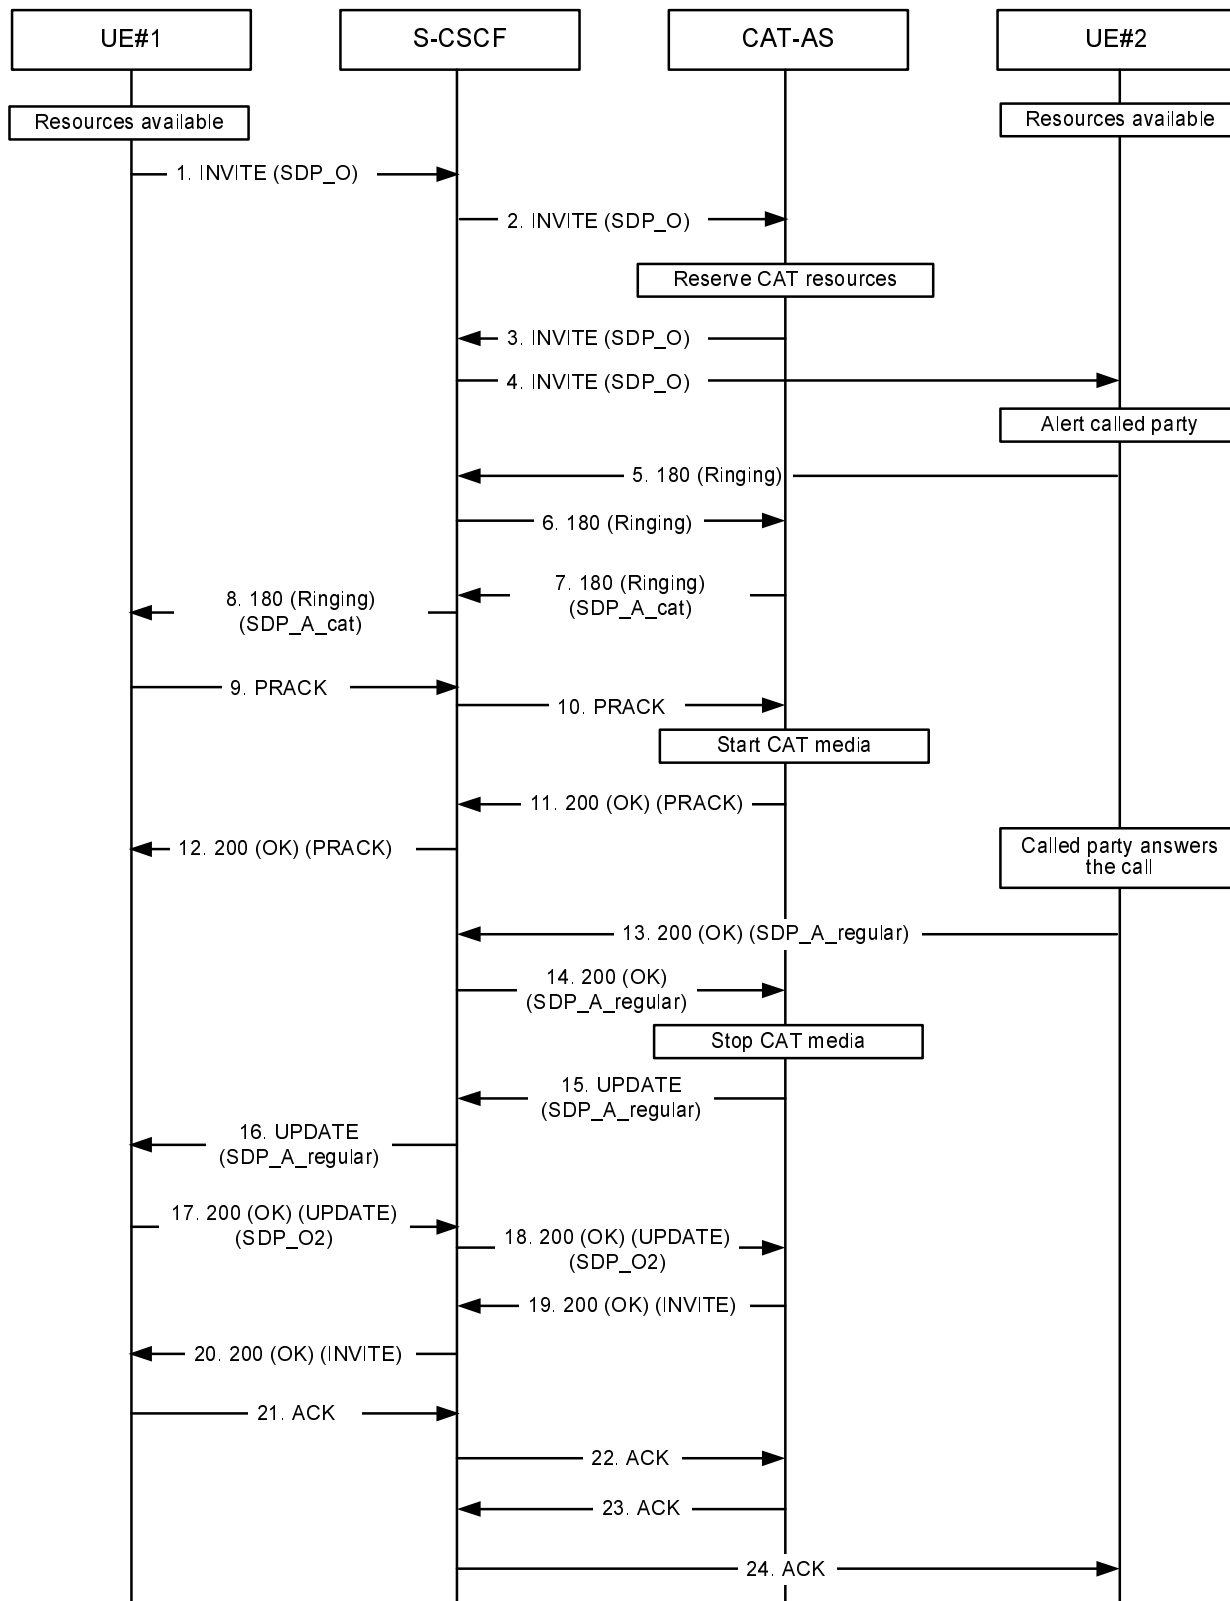 UE#1
S-CSCF
CAT-AS
UE#2
Resources available
Resources available
1. INVITE (SDP_O)
2. INVITE (SDP_O)
Reserve CAT resources
3. INVITE (SDP_O)
4. INVITE (SDP_O)
Alert called party
5. 180 (Ringing)
6. 180 (Ringing)
7. 180 (Ringing)
(SDP_A_cat)
8. 180 (Ringing)
(SDP_A_cat)
9. PRACK
10. PRACK
Start CAT media
11. 200 (OK) (PRACK)
12. 200 (OK) (PRACK)
Called party answers
the call
13. 200 (OK) (SDP_A_regular)
14. 200 (OK)
(SDP_A_regular)
Stop CAT media
15. UPDATE
(SDP_A_regular)
16. UPDATE
(SDP_A_regular)
17. 200 (OK) (UPDATE)
(SDP_O2)
18. 200 (OK) (UPDATE)
(SDP_O2)
19. 200 (OK) (INVITE)
20. 200 (OK) (INVITE)
21. ACK
22. ACK
23. ACK
24. ACK